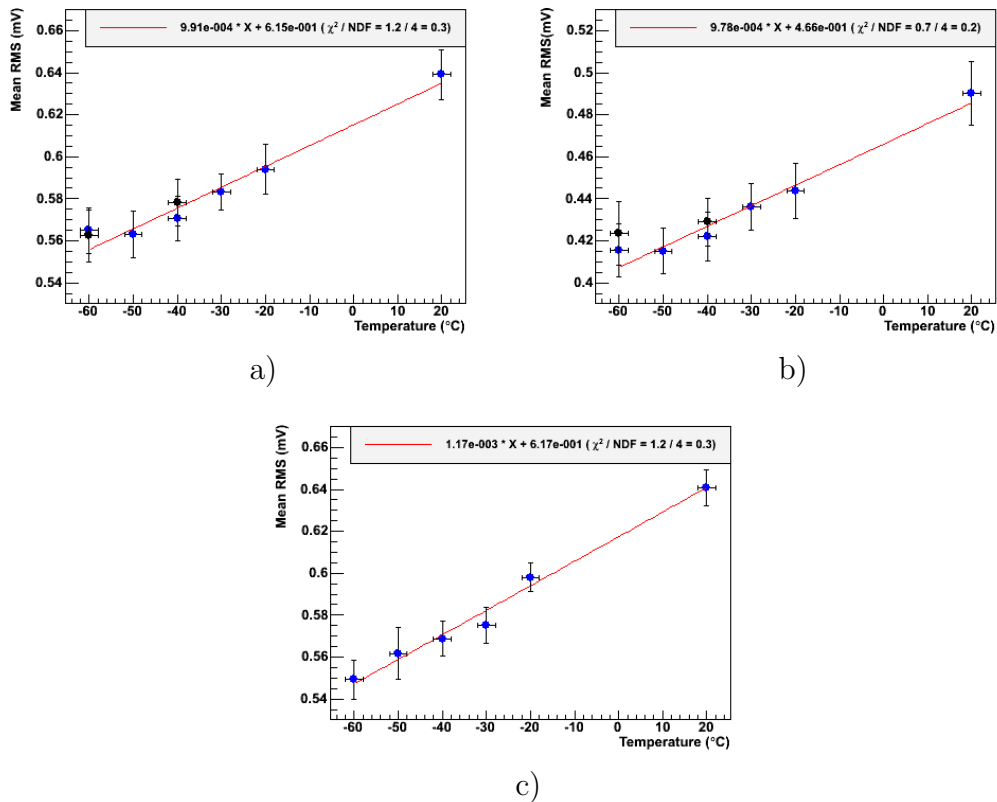 9.91e-004 * X + 6.15e-001 ( χ² / NDF = 1.2 / 4 = 0.3)
Mean RMS (mV)
0.66
0.64
0.62
0.6
0.58
0.56
0.54
-60 -50 -40 -30 -20 -10 0 10 20
Temperature (°C)
a)
9.78e-004 * X + 4.66e-001 ( χ² / NDF = 0.7 / 4 = 0.2)
Mean RMS(mV)
0.52
0.5
0.48
0.46
0.44
0.42
0.4
-60 -50 -40 -30 -20 -10 0 10 20
Temperature (°C)
b)
1.17e-003 * X + 6.17e-001 ( χ² / NDF = 1.2 / 4 = 0.3)
Mean RMS (mV)
0.66
0.64
0.62
0.6
0.58
0.56
0.54
-60 -50 -40 -30 -20 -10 0 10 20
Temperature (°C)
c)